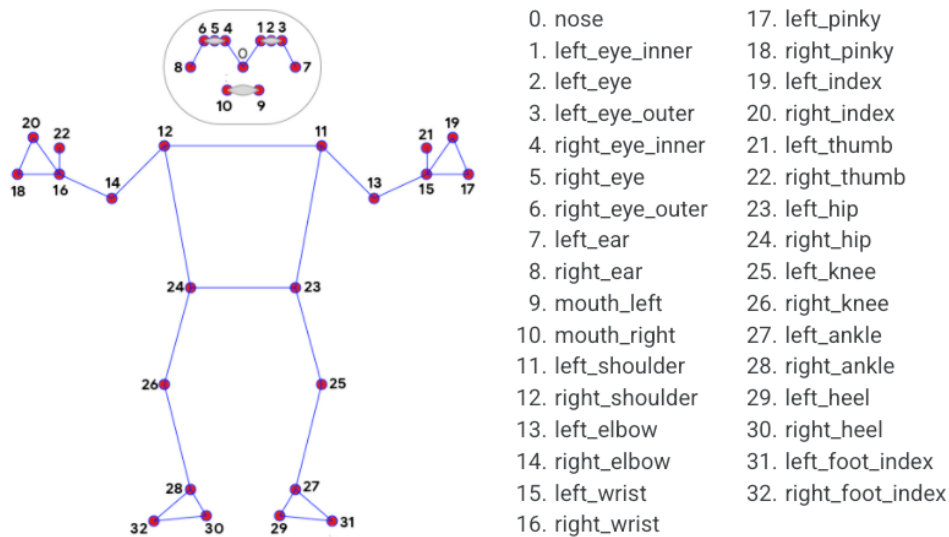 6 5 4 1 2 3
0
8 7
10 9
20 22 12 11 21 19
18 16 14 13 15 17
24 23
26 25
28 27
32 30 29 31
0. nose
1. left_eye_inner
2. left_eye
3. left_eye_outer
4. right_eye_inner
5. right_eye
6. right_eye_outer
7. left_ear
8. right_ear
9. mouth_left
10. mouth_right
11. left_shoulder
12. right_shoulder
13. left_elbow
14. right_elbow
15. left_wrist
16. right_wrist
17. left_pinky
18. right_pinky
19. left_index
20. right_index
21. left_thumb
22. right_thumb
23. left_hip
24. right_hip
25. left_knee
26. right_knee
27. left_ankle
28. right_ankle
29. left_heel
30. right_heel
31. left_foot_index
32. right_foot_index